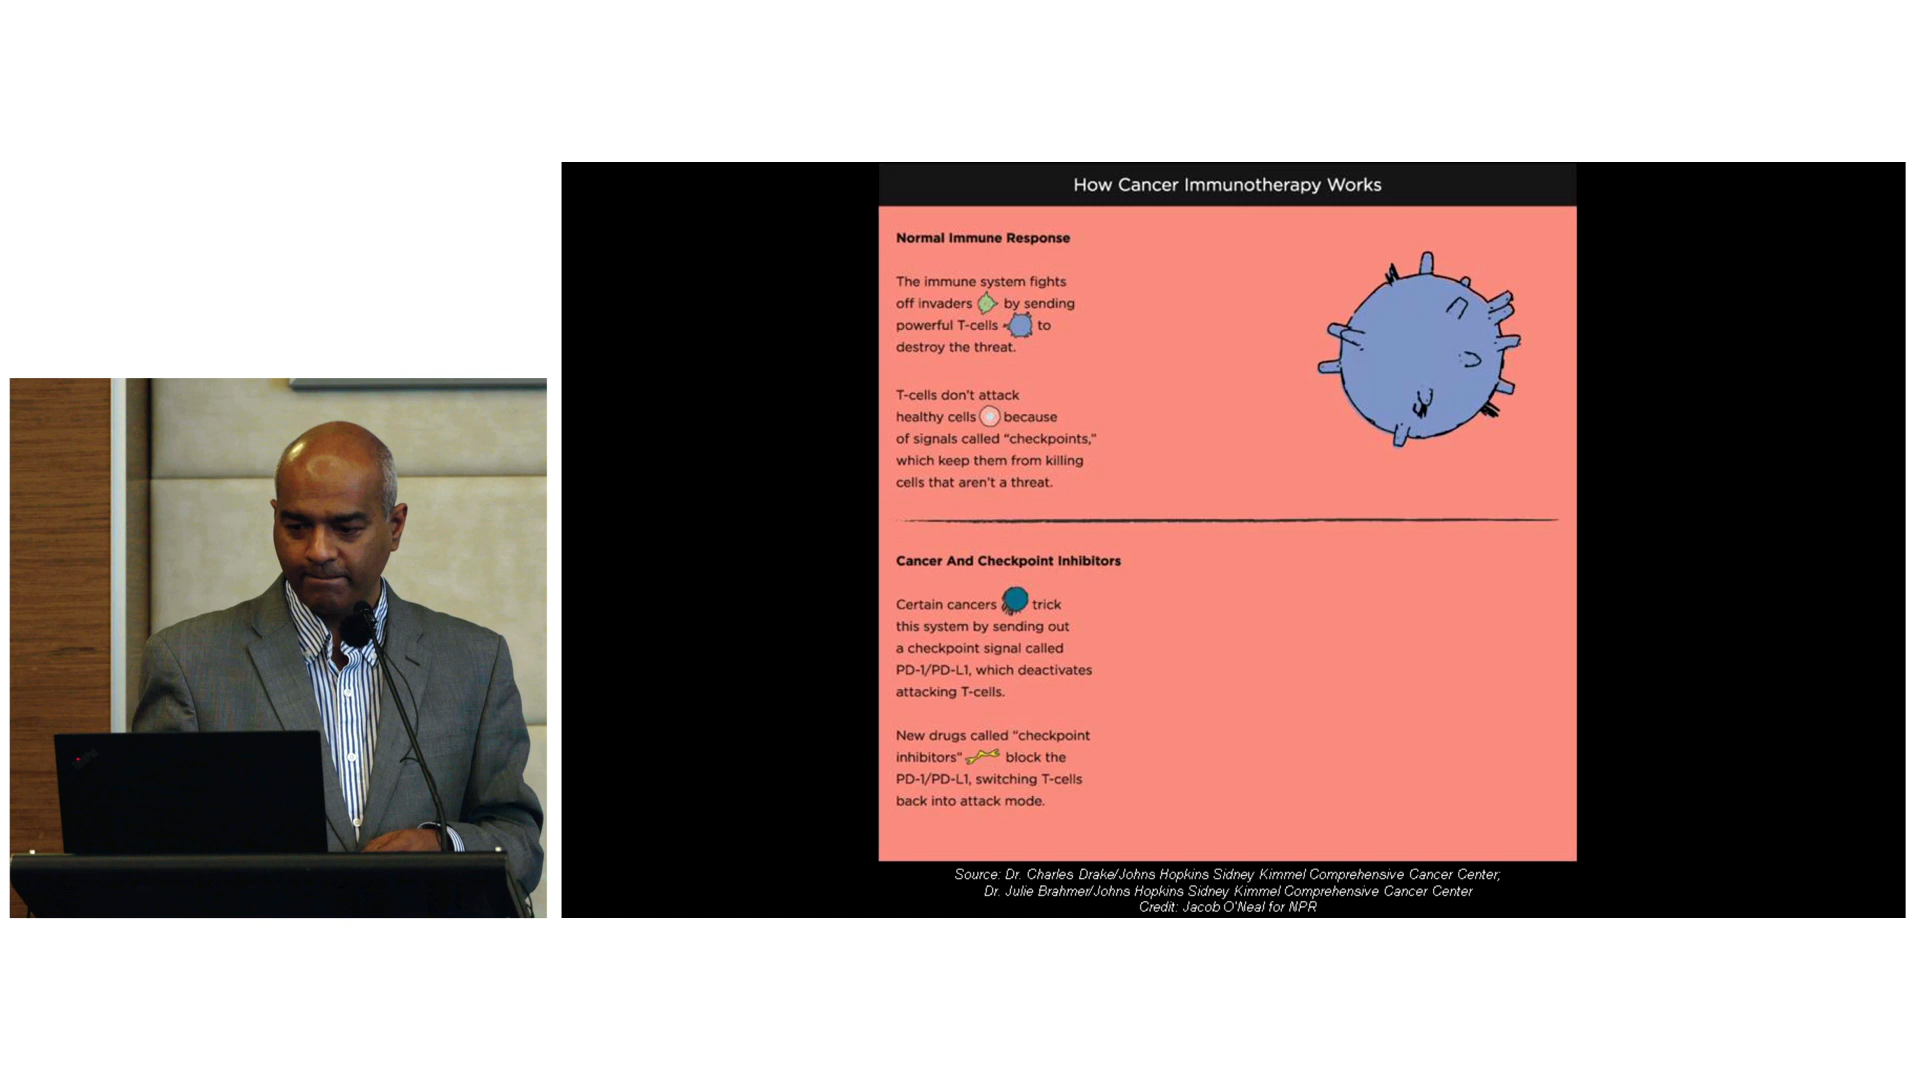 How Cancer Immunotherapy Works
Normal Immune Response
The immune system fights
off invaders by sending
powerful T-cells to
destroy the threat.
T-cells don't attack
healthy cells because
of signals called “checkpoints,”
which keep them from killing
cells that aren't a threat.
Cancer And Checkpoint Inhibitors
Certain cancers trick
this system by sending out
a checkpoint signal called
PD-1/PD-L1, which deactivates
attacking T-cells.
New drugs called “checkpoint
inhibitors” block the
PD-1/PD-L1, switching T-cells
back into attack mode.
Source: Dr. Charles Drake/Johns Hopkins Sidney Kimmel Comprehensive Cancer Center;
Dr. Julie Brahmer/Johns Hopkins Sidney Kimmel Comprehensive Cancer Center
Credit: Jacob O'Neal for NPR